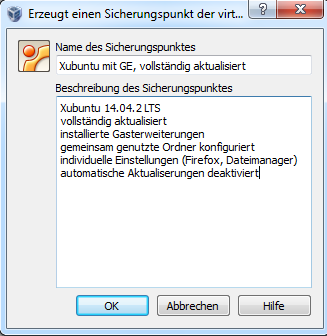 Erzeugt einen Sicherungspunkt der virt...
?
Name des Sicherungspunktes
Xubuntu mit GE, vollständig aktualisiert
Beschreibung des Sicherungspunktes
Xubuntu 14.04.2 LTS
vollständig aktualisiert
installierte Gasterweiterungen
gemeinsam genutzte Ordner konfiguriert
individuelle Einstellungen (Firefox, Dateimanager)
automatische Aktualiserungen deaktiviert
OK
Abbrechen
Hilfe